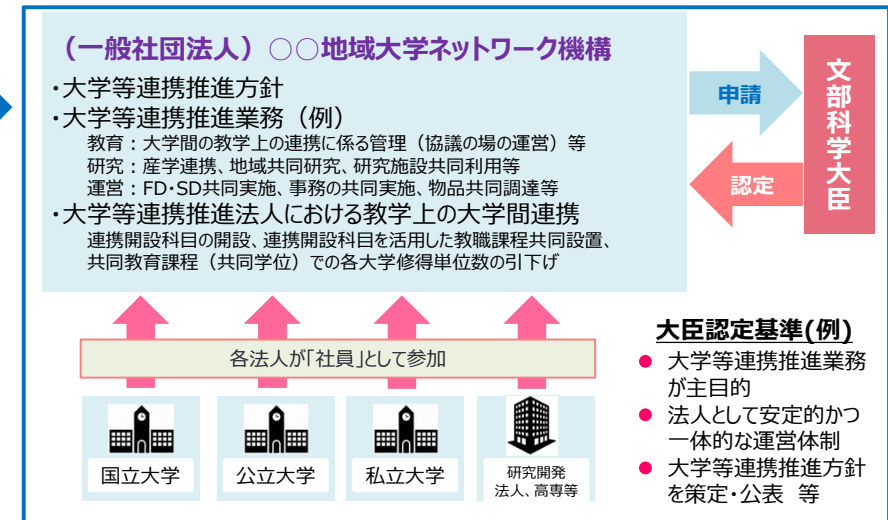 （一般社団法人）○○地域大学ネットワーク機構
・大学等連携推進方針
・大学等連携推進業務（例）
教育：大学間の教学上の連携に係る管理（協議の場の運営）等
研究：産学連携、地域共同研究、研究施設共同利用等
運営：FD・SD共同実施、事務の共同実施、物品共同調達等
・大学等連携推進法人における教学上の大学間連携
連携開設科目の開設、連携開設科目を活用した教職課程共同設置、
共同教育課程（共同学位）での各大学修得単位数の引下げ
申請
認定
文部科学大臣
各法人が「社員」として参加
国立大学
公立大学
私立大学
研究開発
法人、高専等
大臣認定基準(例)
● 大学等連携推進業務
が主目的
● 法人として安定的かつ
一体的な運営体制
● 大学等連携推進方針
を策定・公表 等